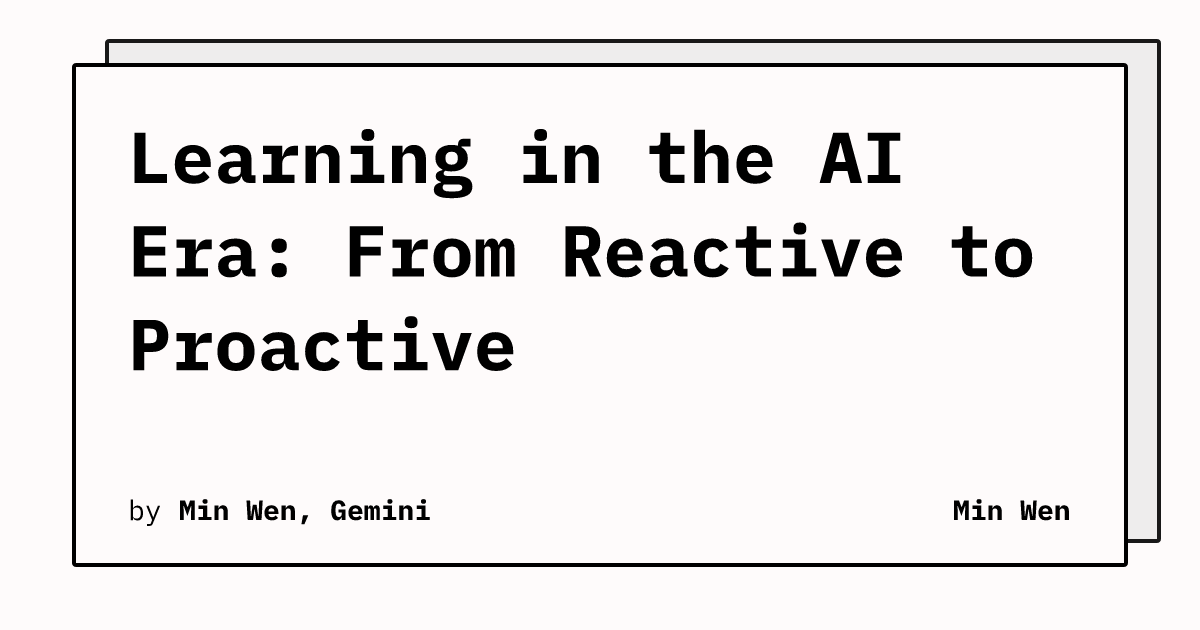 Learning in the AI
Era: From Reactive to
Proactive
by Min Wen, Gemini
Min Wen